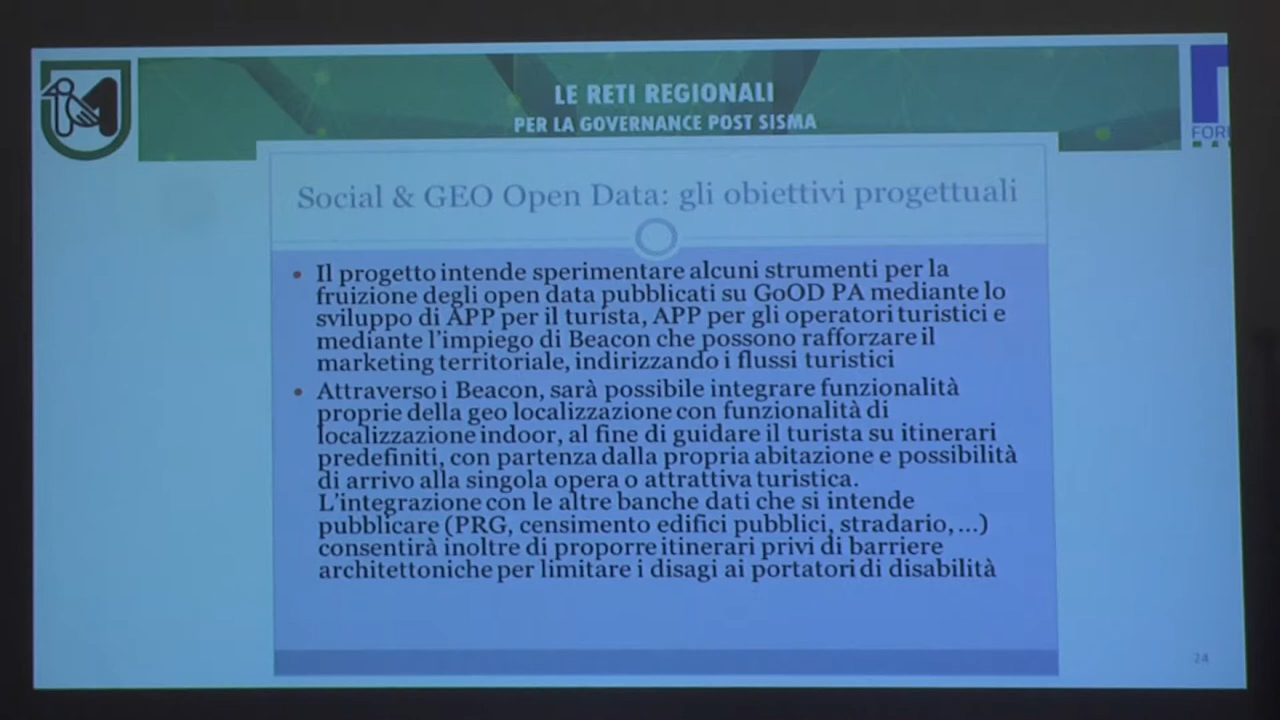 LE RETI REGIONALI
PER LA GOVERNANCE POST SISMA
FOR
Social & GEO Open Data: gli obiettivi progettuali
• Il progetto intende sperimentare alcuni strumenti per la
fruizione degli open data pubblicati su GoOD PA mediante lo
sviluppo di APP per il turista, APP per gli operatori turistici e
mediante l'impiego di Beacon che possono rafforzare il
marketing territoriale, indirizzando i flussi turistici
• Attraverso i Beacon, sarà possibile integrare funzionalità
proprie della geo localizzazione con funzionalità di
localizzazione indoor, al fine di guidare il turista su itinerari
predefiniti, con partenza dalla propria abitazione e possibilità
di arrivo alla singola opera o attrattiva turistica.
L'integrazione con le altre banche dati che si intende
pubblicare (PRG, censimento edifici pubblici, stradario, ...)
consentirà inoltre di proporre itinerari privi di barriere
architettoniche per limitare i disagi ai portatori di disabilità
24